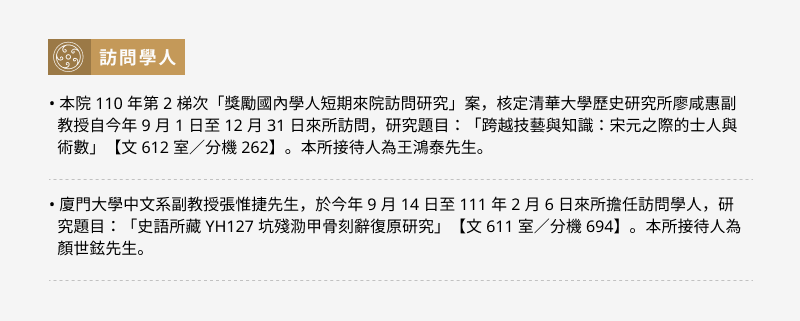 訪問學人
• 本院 110 年第 2 梯次「獎勵國內學人短期來院訪問研究」案，核定清華大學歷史研究所廖咸惠副
教授自今年 9 月 1 日至 12 月 31 日來所訪問，研究題目：「跨越技藝與知識：宋元之際的士人與
術數」【文 612 室／分機 262】。本所接待人為王鴻泰先生。
• 廈門大學中文系副教授張惟捷先生，於今年 9 月 14 日至 111 年 2 月 6 日來所擔任訪問學人，研
究題目：「史語所藏 YH127 坑殘泐甲骨刻辭復原研究」【文 611 室／分機 694】。本所接待人為
顏世鉉先生。